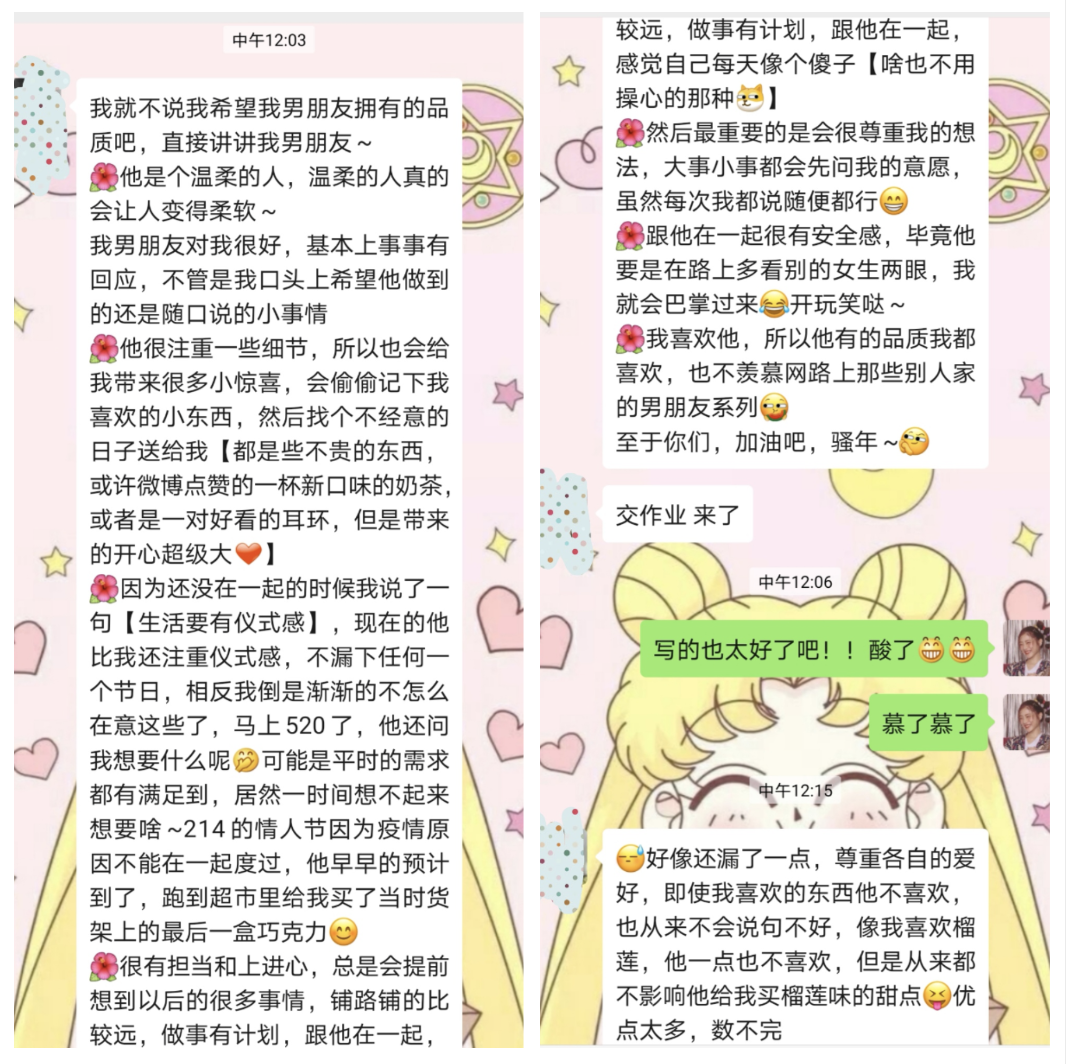 中午12:03
我就不说我希望我男朋友拥有的品
质吧，直接讲讲我男朋友～
🌺他是个温柔的人，温柔的人真的
会让人变得柔软～
我男朋友对我很好，基本上事事有
回应，不管是我口头上希望他做到
的还是随口说的小事情
🌺他很注重一些细节，所以也会给
我带来很多小惊喜，会偷偷记下我
喜欢的小东西，然后找个不经意的
日子送给我【都是些不贵的东西，
或许微博点赞的一杯新口味的奶茶，
或者是一对好看的耳环，但是带来
的开心超级大❤️】
🌺因为还没在一起的时候我说了一
句【生活要有仪式感】，现在的他
比我还注重仪式感，不漏下任何一
个节日，相反我倒是渐渐的不怎么
在意这些了，马上520了，他还问
我想要什么呢🤭可能是平时的需求
都有满足到，居然一时间想不起来
想要啥~214的情人节因为疫情原
因不能在一起度过，他早早的预计
到了，跑到超市里给我买了当时货
架上的最后一盒巧克力😊
🌺很有担当和上进心，总是会提前
想到以后的很多事情，铺路铺的比
较远，做事有计划，跟他在一起，
较远，做事有计划，跟他在一起，
感觉自己每天像个傻子【啥也不用
操心的那种】
🌺然后最重要的是会很尊重我的想
法，大事小事都会先问我的意愿，
虽然每次我都说随便都行😁
🌺跟他在一起很有安全感，毕竟他
要是在路上多看别的女生两眼，我
就会巴掌过来😂开玩笑哒～
🌺我喜欢他，所以他有的品质我都
喜欢，也不羡慕网路上那些别人家
的男朋友系列
至于你们，加油吧，骚年~
交作业 来了
中午12:06
写的也太好了吧！！酸了😁😁
慕了慕了
中午12:15
😅好像还漏了一点，尊重各自的爱
好，即使我喜欢的东西他不喜欢，
也从来不会说句不好，像我喜欢榴
莲，他一点也不喜欢，但是从来都
不影响他给我买榴莲味的甜点😝优
点太多，数不完